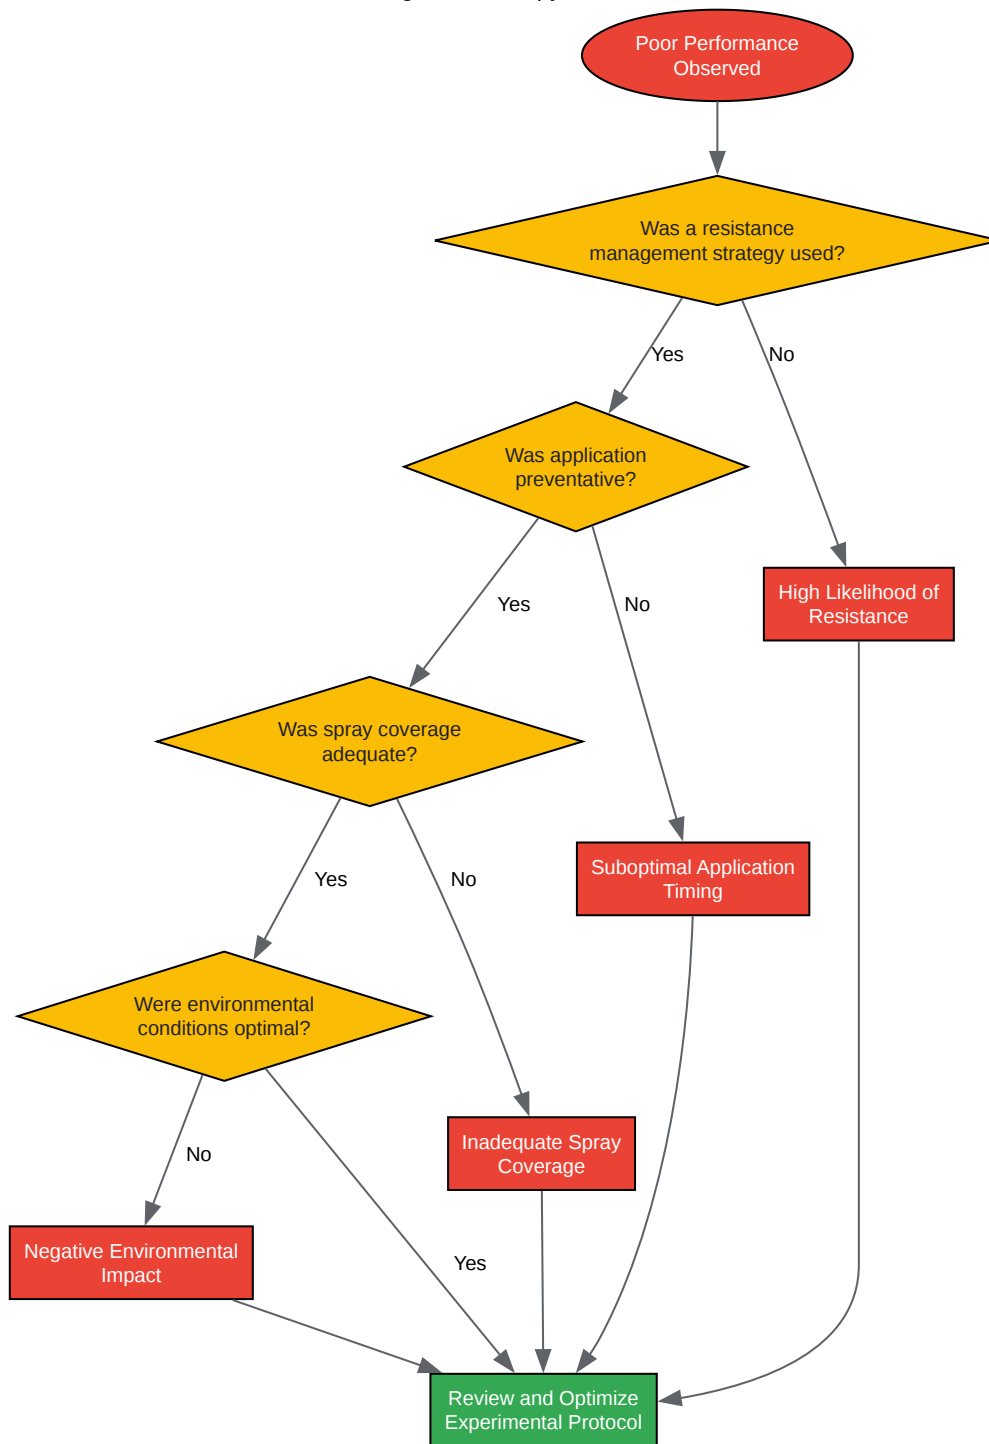 Poor Performance
Observed
Was a resistance
management strategy used?
Yes
No
Was application
preventative?
Yes
No
High Likelihood of
Resistance
Was spray coverage
adequate?
Yes
No
Suboptimal Application
Timing
Were environmental
conditions optimal?
No
Yes
Inadequate Spray
Coverage
Negative Environmental
Impact
Review and Optimize
Experimental Protocol